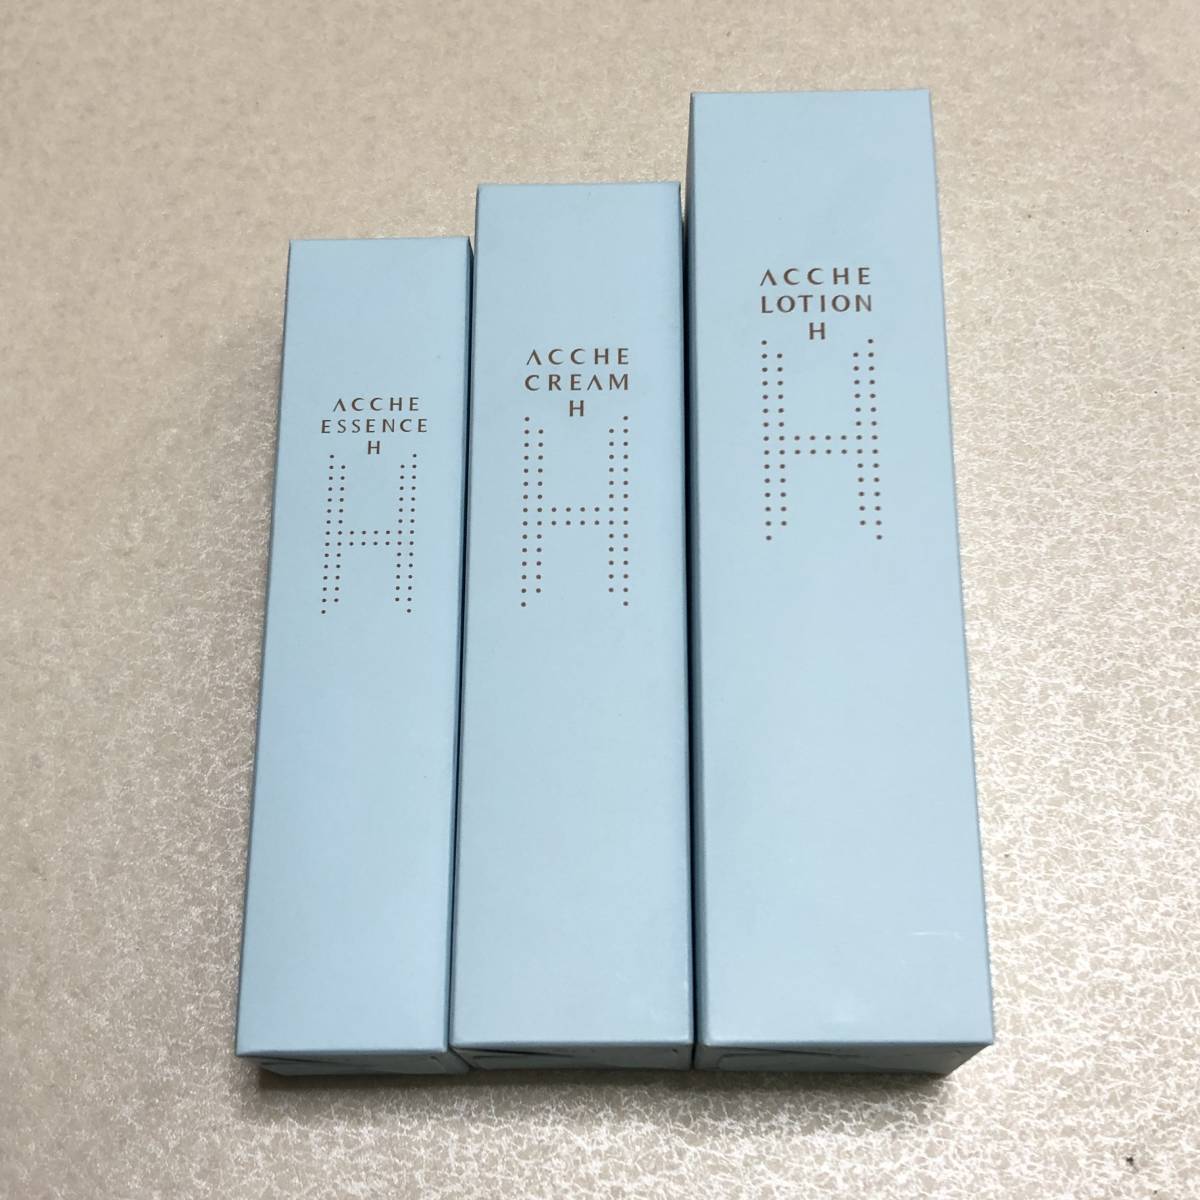 ACCHE
ESSENCE
H
ACCHE
CREAM
H
ACCHE
LOTION
H